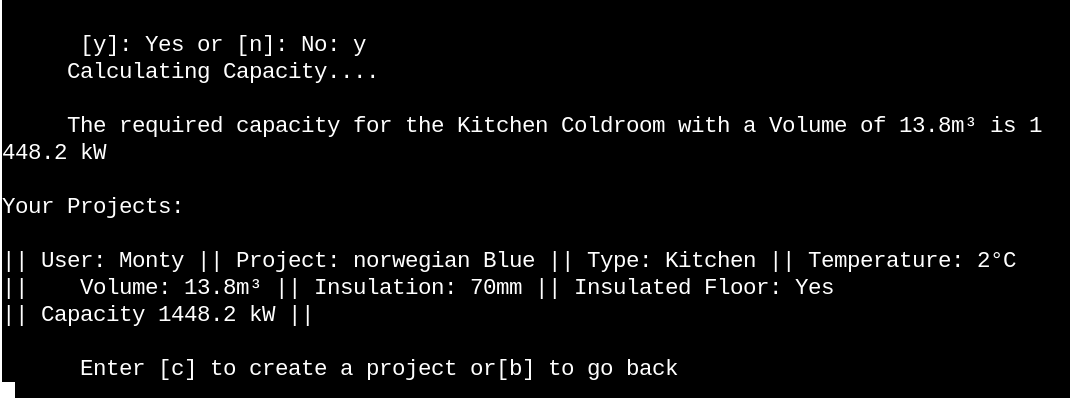 [y]: Yes or [n]: No: y
Calculating Capacity....
The required capacity for the Kitchen Coldroom with a Volume of 13.8m³ is 1
448.2 kW
Your Projects:
|| User: Monty || Project: norwegian Blue || Type: Kitchen || Temperature: 2°C
||    Volume: 13.8m³ || Insulation: 70mm || Insulated Floor: Yes
|| Capacity 1448.2 kW ||
Enter [c] to create a project or[b] to go back